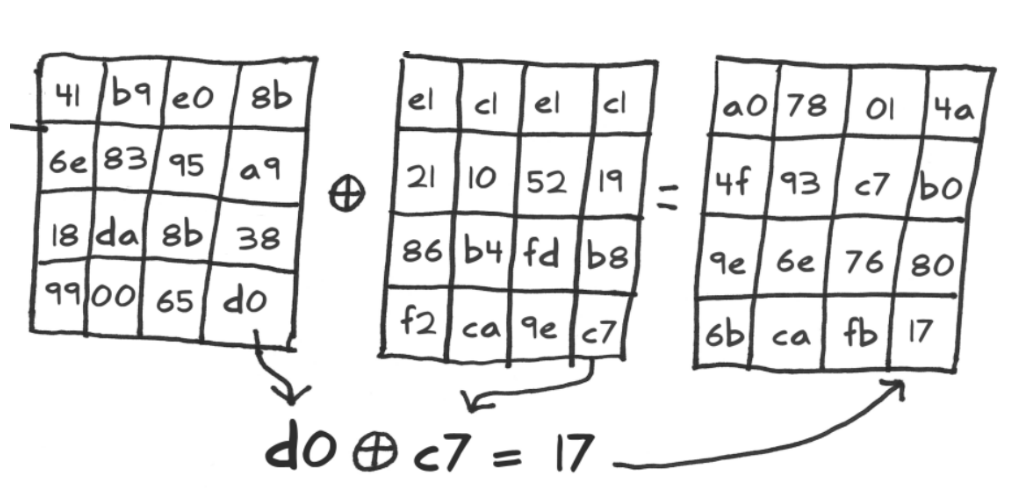 41 b9 e0 8b e1 c1 e1 c1 a0 78 01 4a
6e 83 95 a9 ⊕ 21 10 52 19 = 4f 93 c7 b0
18 da 8b 38 86 b4 fd b8 9e 6e 76 80
99 00 65 d0 f2 ca 9e c7 6b ca fb 17
d0 ⊕ c7 = 17